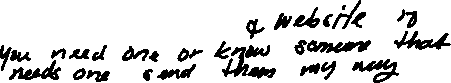 a website is
you need one or know someone that
needs one send them my way